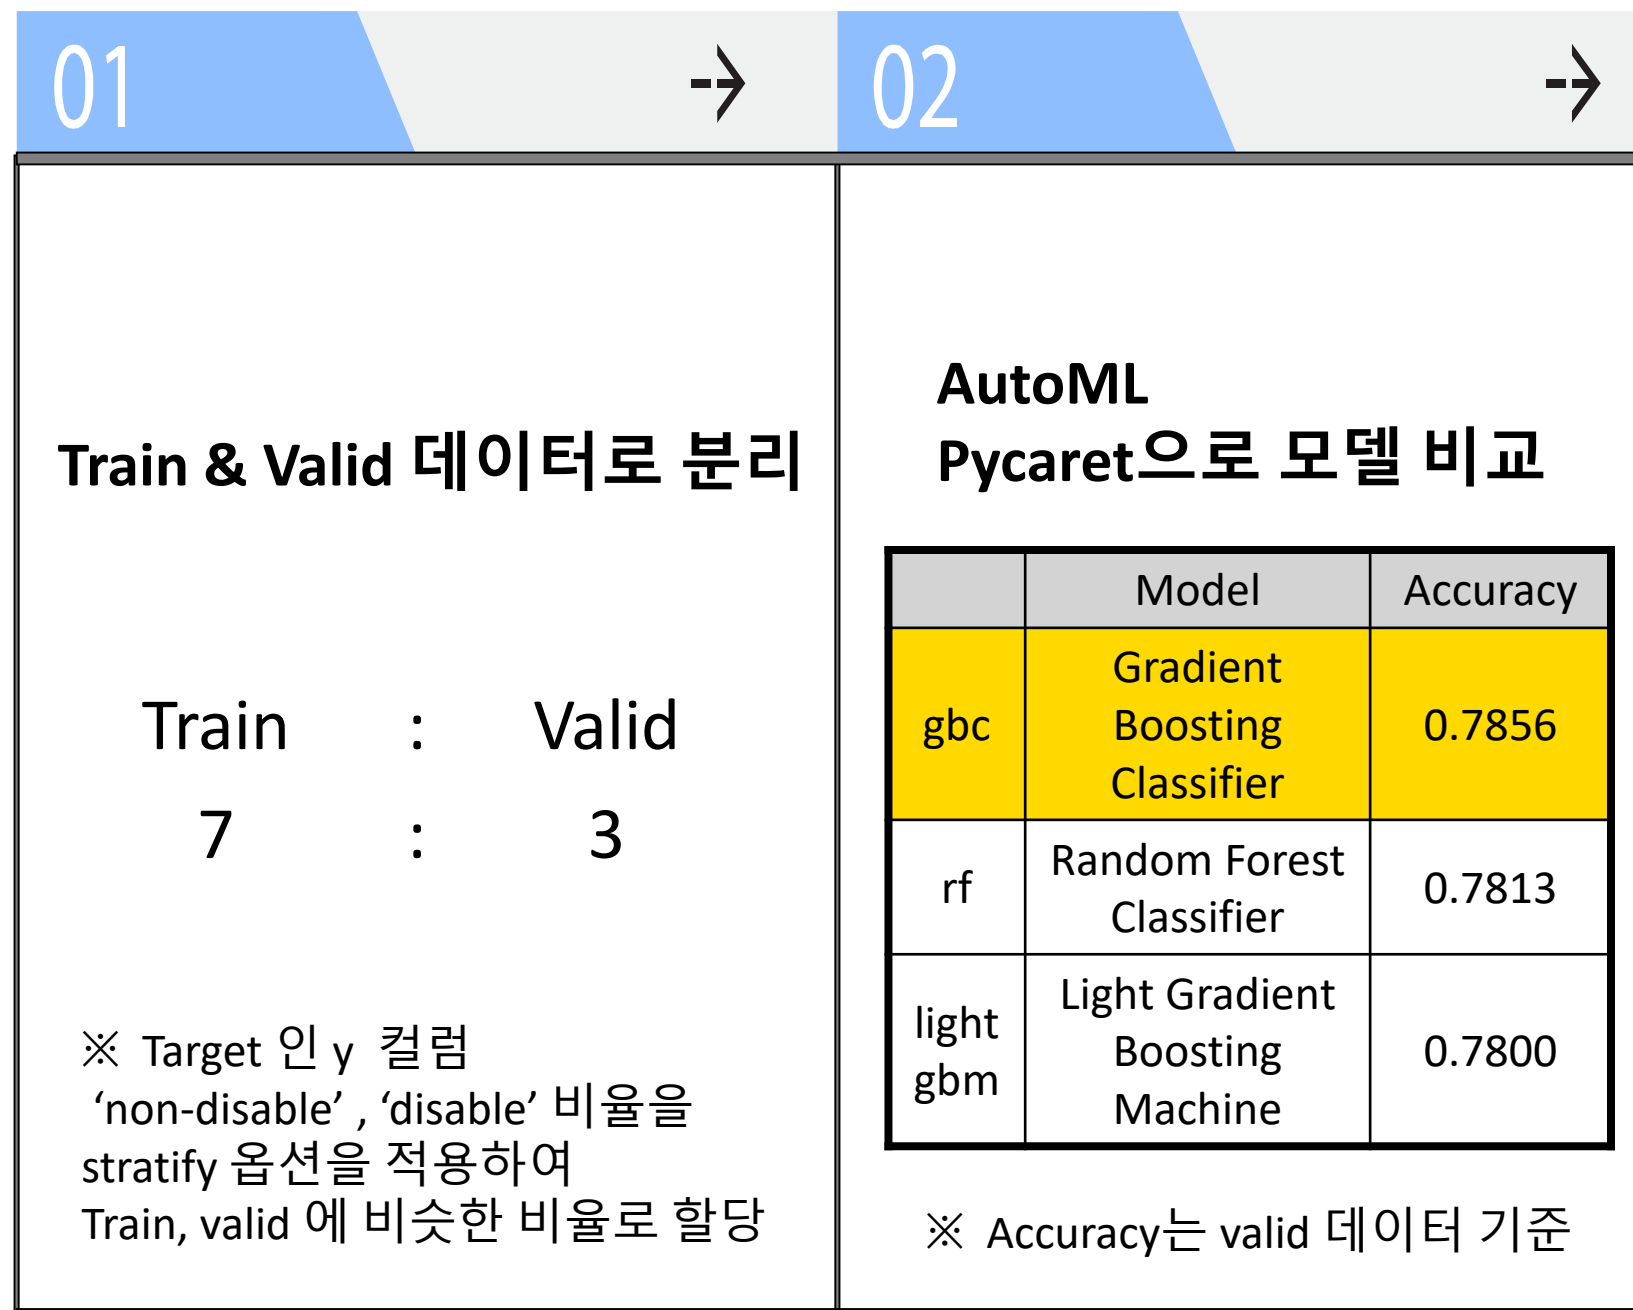 01
Train & Valid 데이터로 분리
Train : Valid
7 : 3
※ Target 인 y 컬럼
‘non-disable’ , ‘disable’ 비율을
stratify 옵션을 적용하여
Train, valid 에 비슷한 비율로 할당
02
AutoML
Pycaret으로 모델 비교
Model Accuracy
gbc
Gradient
Boosting
Classifier
0.7856
rf
Random Forest
Classifier
0.7813
light
gbm
Light Gradient
Boosting
Machine
0.7800
※ Accuracy는 valid 데이터 기준